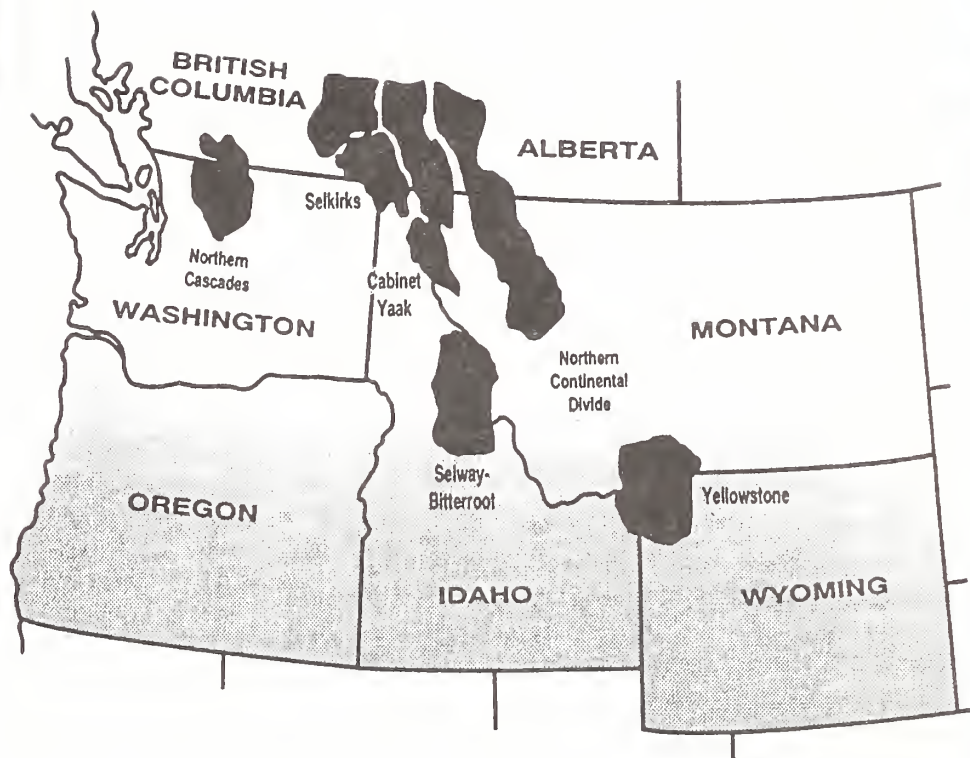 BRITISH
COLUMBIA
ALBERTA
Selkirks
Northern
Cascades
Cabinet
Yaak
WASHINGTON
MONTANA
Northern
Continental
Divide
Selway-
Bitterroot
Yellowstone
OREGON
IDAHO
WYOMING